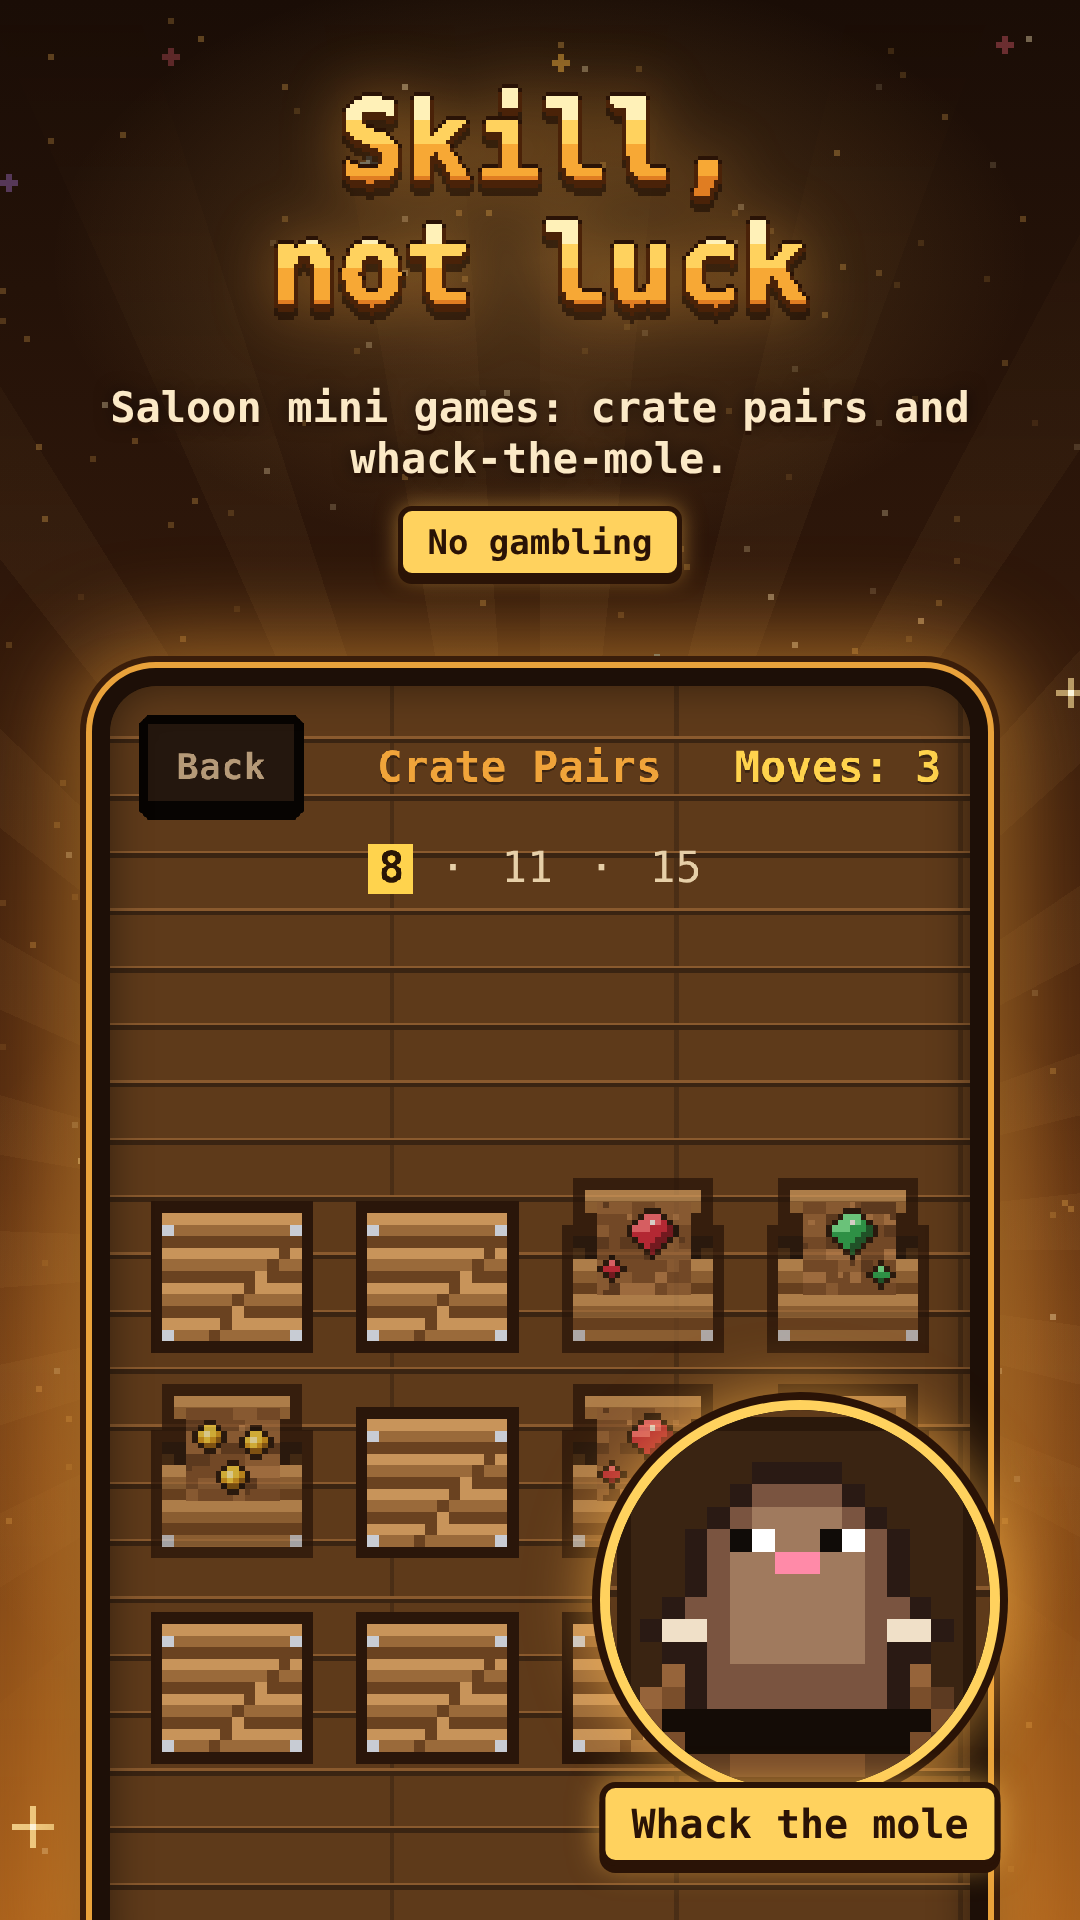 Skill,
not luck
Saloon mini games: crate pairs and
whack-the-mole.
No gambling
Back
Crate Pairs
Moves: 3
8 · 11 · 15
Whack the mole